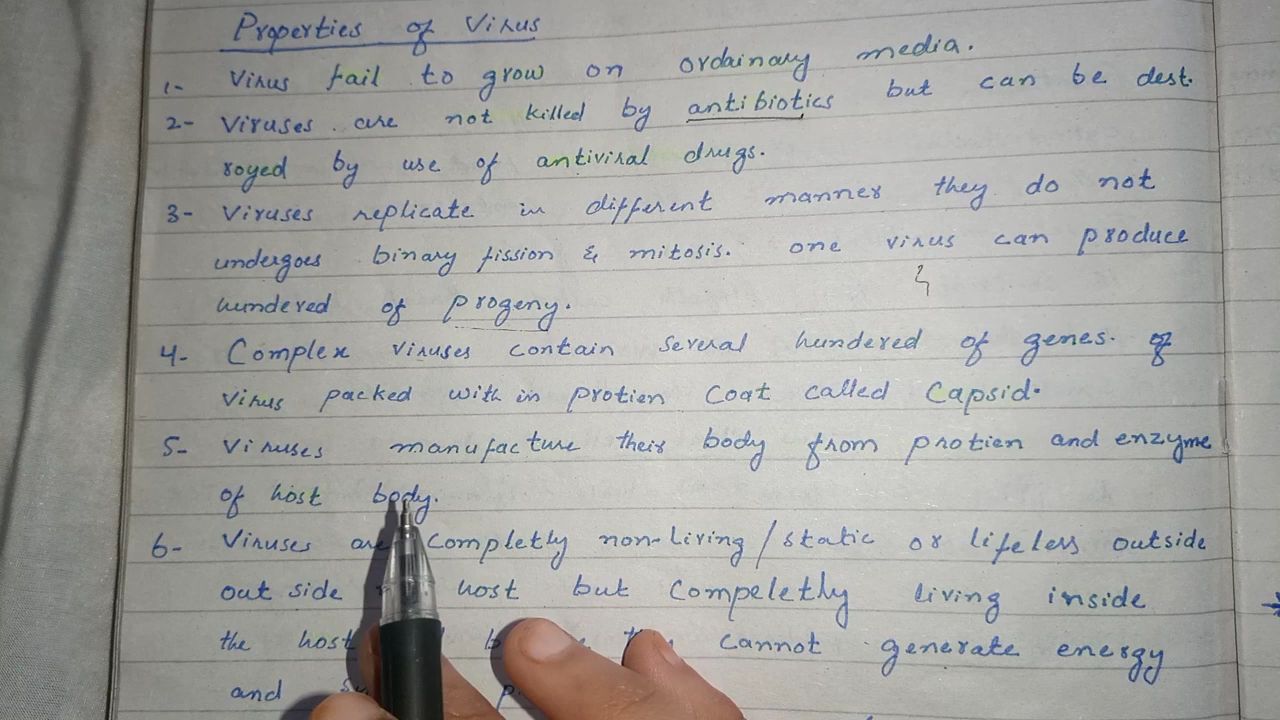 Properties of Virus
1- Virus fail to grow on ordainary media.
2- Viruses are not killed by antibiotics but can be dest.
royed by use of antiviral drugs.
3- Viruses replicate in different manner they do not
undergoes binary fission & mitosis. one virus can produce
hundered of progeny.
4- Complex viruses contain several hundered of genes. of
virus packed with in protien Coat called Capsid.
5- Viruses manufacture their body from protien and enzyme
of host body.
6- Viruses are completly non-living/static or lifeless outside
out side host but Compeletly living inside
the host cannot generate energy
and